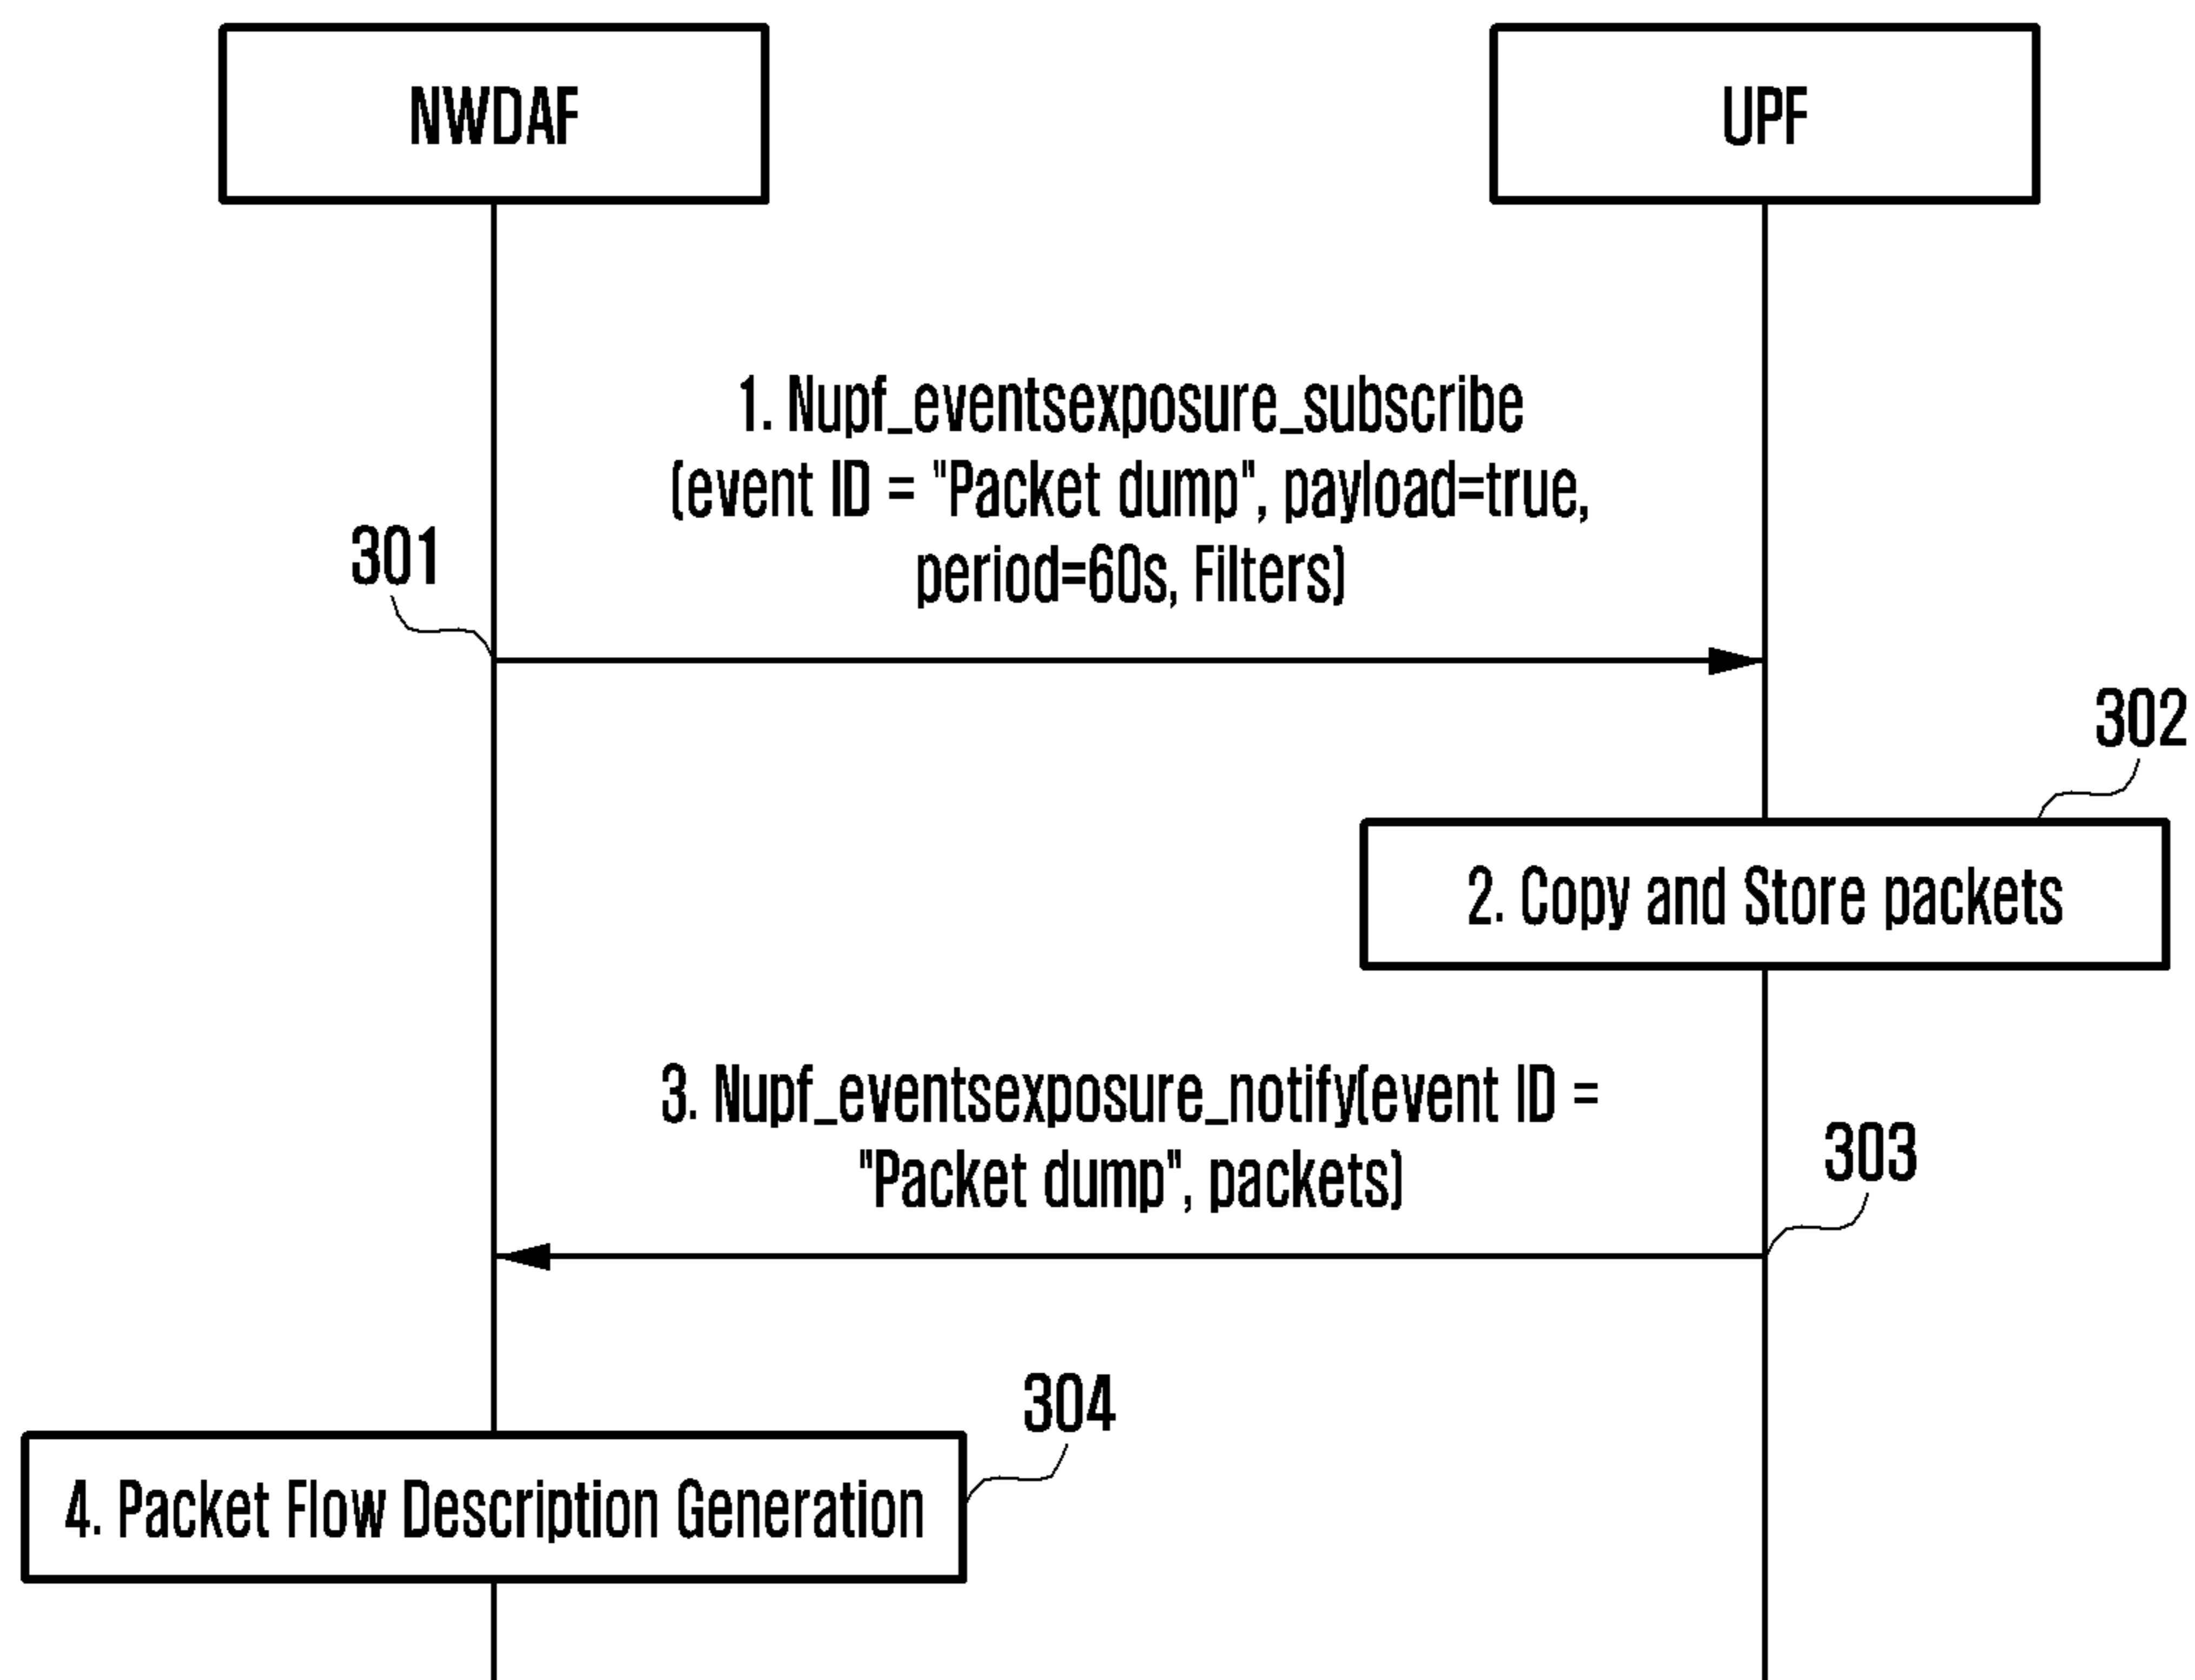 NWDAF
UPF
1. Nupf_eventsexposure_subscribe
(event ID = "Packet dump", payload=true,
period=60s, Filters)
301
302
2. Copy and Store packets
3. Nupf_eventsexposure_notify(event ID =
"Packet dump", packets)
303
304
4. Packet Flow Description Generation